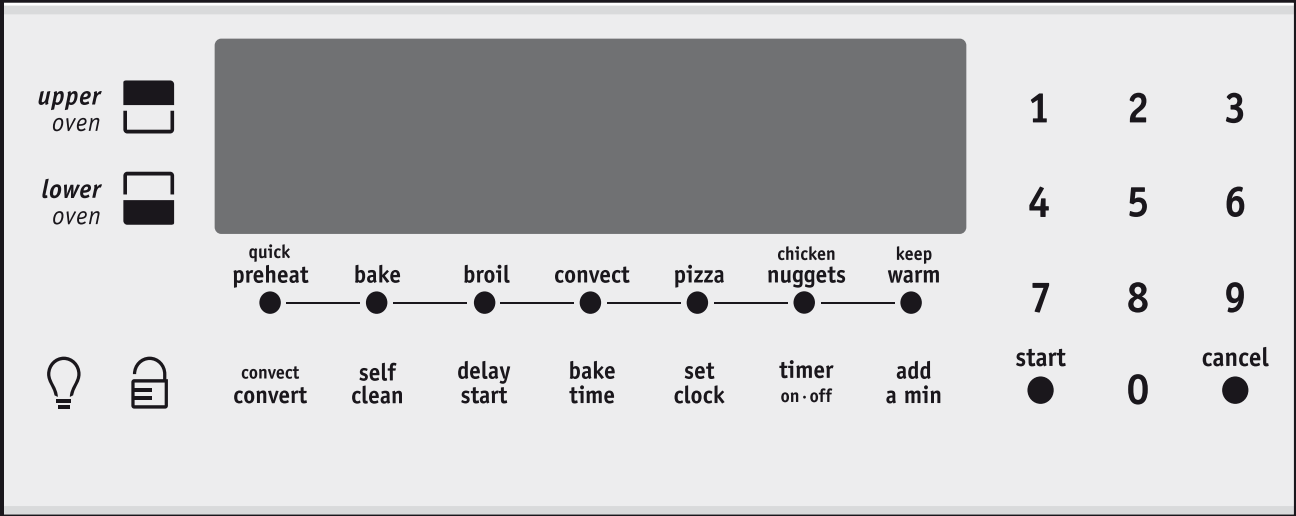 upper
oven
lower
oven
quick
preheat
bake
broil
convect
pizza
chicken
nuggets
keep
warm
convect
convert
self
clean
delay
start
bake
time
set
clock
timer
on·off
add
a min
1 2 3
4 5 6
7 8 9
start
0
cancel